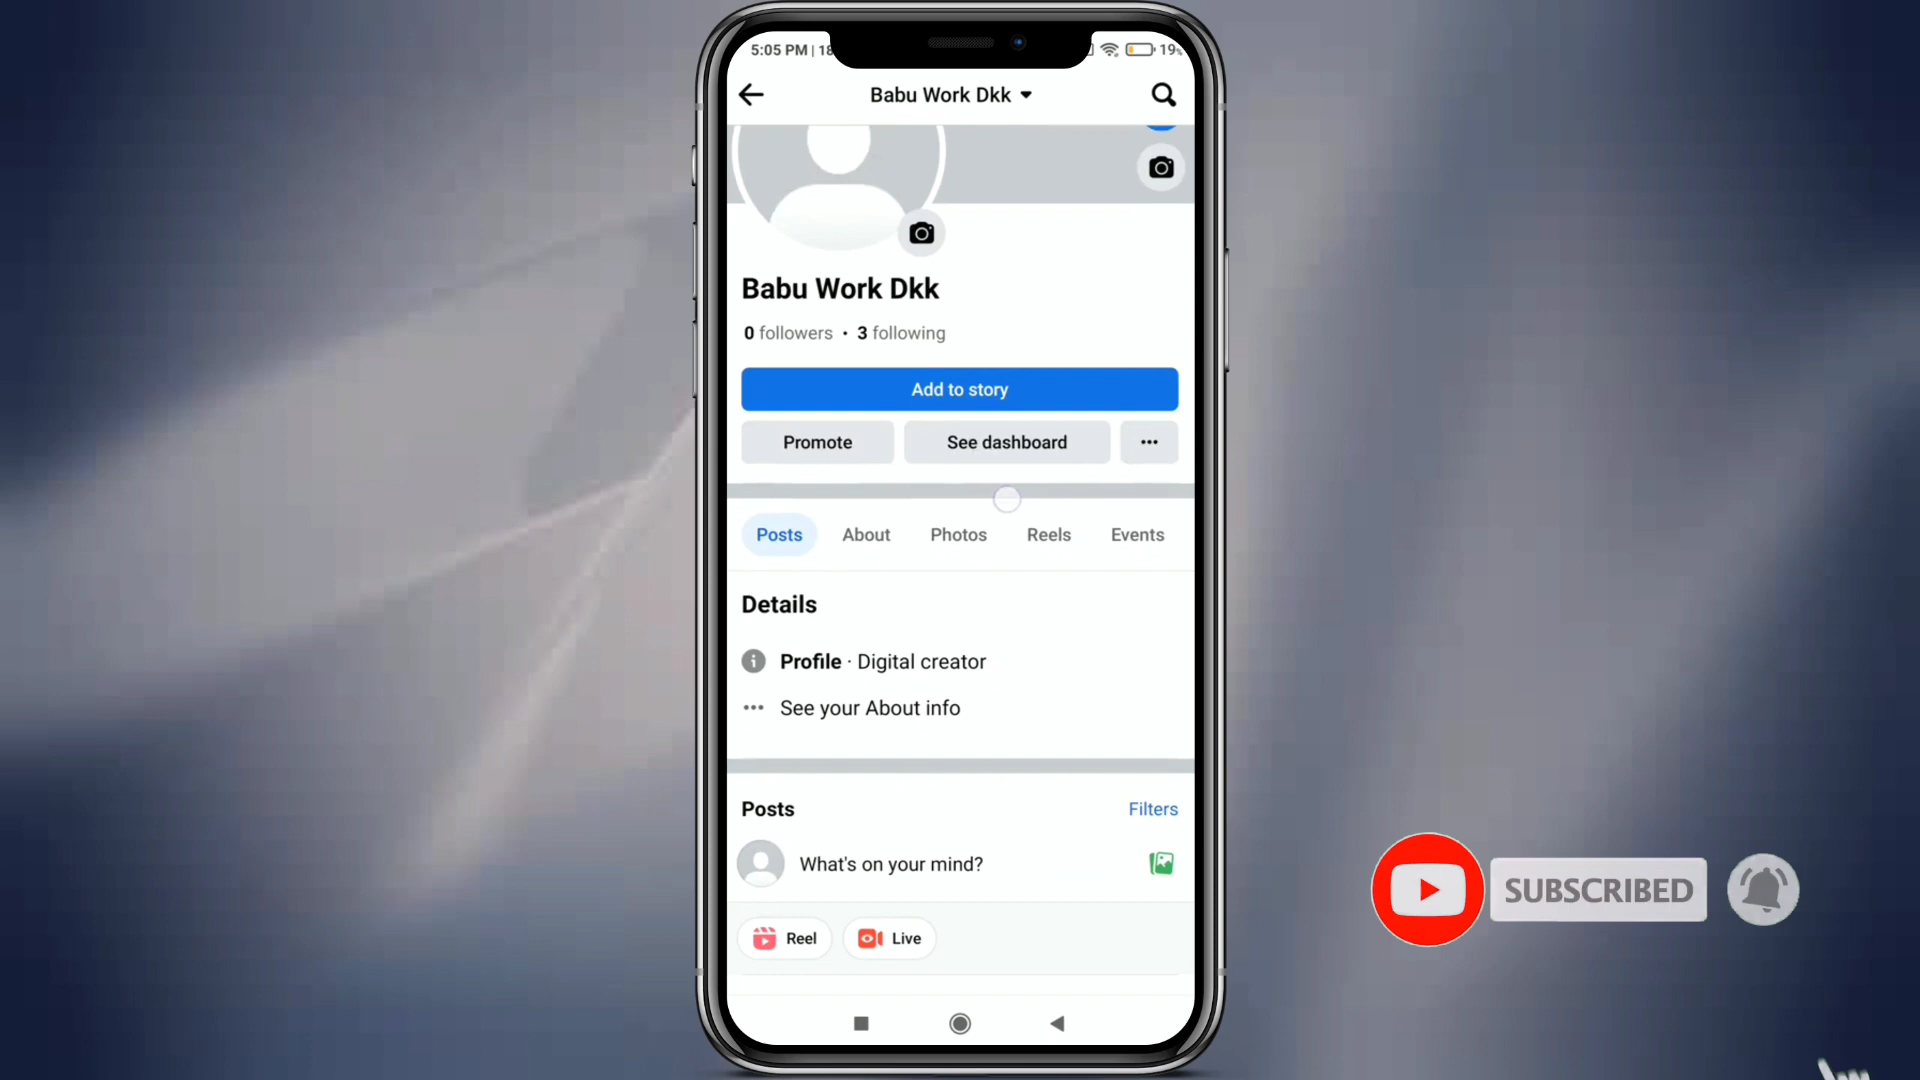 5:05 PM | 18
19%
Babu Work Dkk
Babu Work Dkk
0 followers · 3 following
Add to story
Promote
See dashboard
Posts
About
Photos
Reels
Events
Details
Profile · Digital creator
See your About info
Posts
Filters
What's on your mind?
Reel
Live
SUBSCRIBED